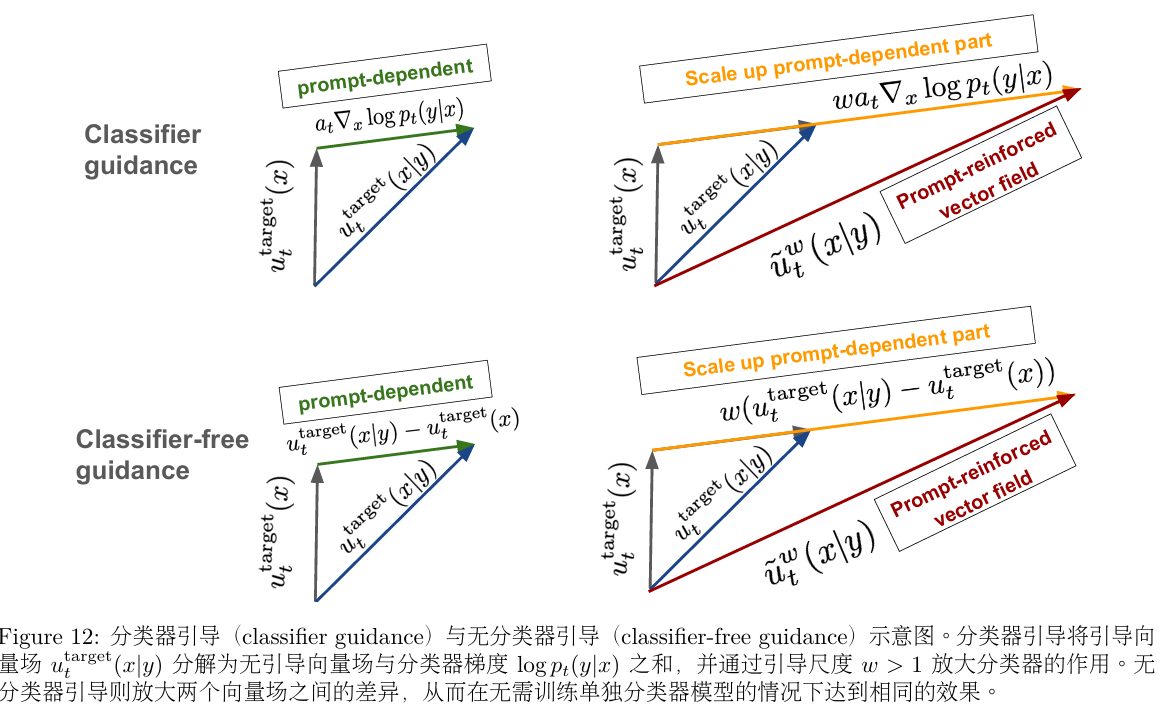 prompt-dependent
Scale up prompt-dependent part
Classifier
guidance
a_t ∇_x log p_t(y|x)
w a_t ∇_x log p_t(y|x)
u_t^target(x)
u_t^target(x|y)
u_t^target(x)
u_t^target(x|y)
Prompt-reinforced
vector field
ũ_t^w(x|y)
prompt-dependent
Scale up prompt-dependent part
Classifier-free
guidance
u_t^target(x|y) − u_t^target(x)
w(u_t^target(x|y) − u_t^target(x))
u_t^target(x)
u_t^target(x|y)
u_t^target(x)
u_t^target(x|y)
Prompt-reinforced
vector field
ũ_t^w(x|y)
Figure 12: 分类器引导（classifier guidance）与无分类器引导（classifier-free guidance）示意图。分类器引导将引导向
量场 u_t^target(x|y) 分解为无引导向量场与分类器梯度 log p_t(y|x) 之和，并通过引导尺度 w > 1 放大分类器的作用。无
分类器引导则放大两个向量场之间的差异，从而在无需训练单独分类器模型的情况下达到相同的效果。